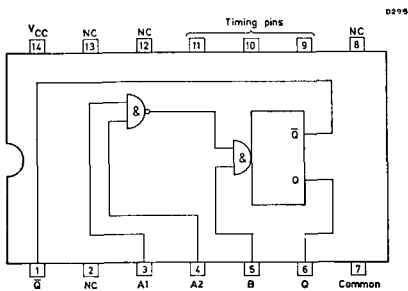 D295
Timing pins
VCC NC NC NC
14 13 12 11 10 9 8
&
&
Q̅
Q
1 2 3 4 5 6 7
Q̅ NC A1 A2 B Q Common